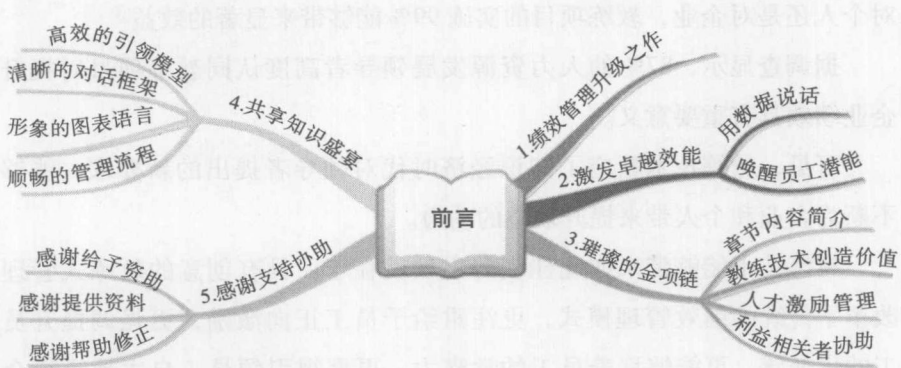 前言
1.绩效管理升级之作
2.激发卓越效能
用数据说话
唤醒员工潜能
3.璀璨的金项链
章节内容简介
教练技术创造价值
人才激励管理
利益相关者协助
4.共享知识盛宴
高效的引领模型
清晰的对话框架
形象的图表语言
顺畅的管理流程
5.感谢支持协助
感谢给予资助
感谢提供资料
感谢帮助修正